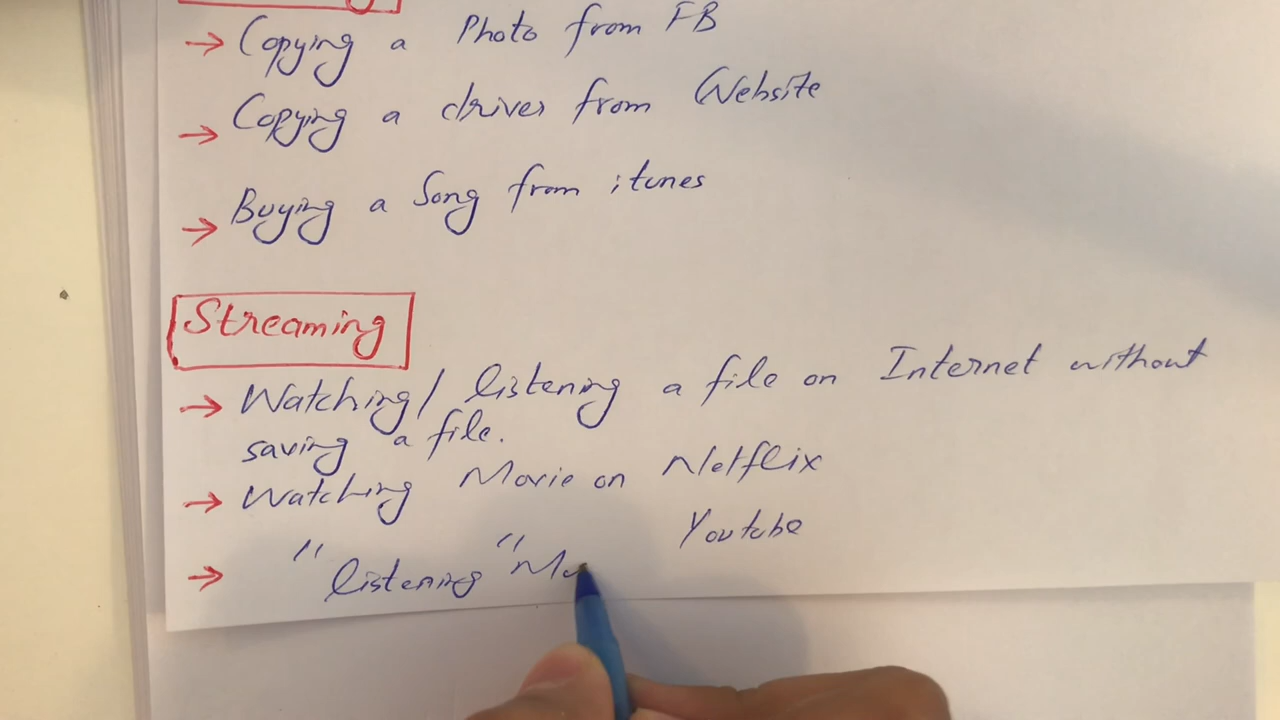 → Copying a Photo from FB
→ Copying a driver from Website
→ Buying a Song from itunes
Streaming
→ Watching/ listening a file on Internet without
saving a file.
→ Watching Movie on Netflix
" " Youtube
→ listening Mu